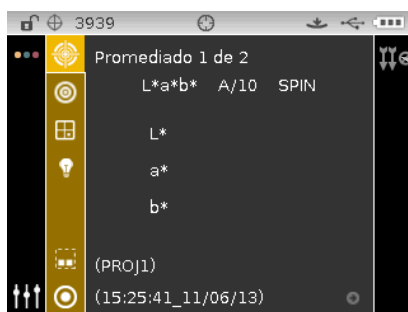 3939
Promediado 1 de 2
L*a*b* A/10 SPIN
L*
a*
b*
(PROJ1)
(15:25:41_11/06/13)